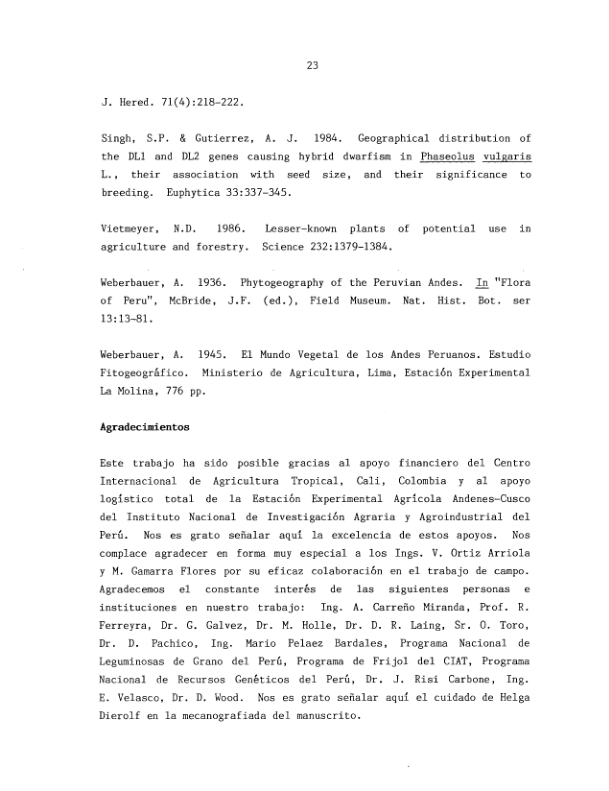 23
J. Hered. 71(4):218-222.
Singh, S.P. & Gutierrez, A. J. 1984. Geographical distribution of
the DL1 and DL2 genes causing hybrid dwarfism in Phaseolus vulgaris
L., their association with seed size, and their significance to
breeding. Euphytica 33:337-345.
Vietmeyer, N.D. 1986. Lesser-known plants of potential use in
agriculture and forestry. Science 232:1379-1384.
Weberbauer, A. 1936. Phytogeography of the Peruvian Andes. In "Flora
of Peru", McBride, J.F. (ed.), Field Museum. Nat. Hist. Bot. ser
13:13-81.
Weberbauer, A. 1945. El Mundo Vegetal de los Andes Peruanos. Estudio
Fitogeográfico. Ministerio de Agricultura, Lima, Estación Experimental
La Molina, 776 pp.
Agradecimientos
Este trabajo ha sido posible gracias al apoyo financiero del Centro
Internacional de Agricultura Tropical, Cali, Colombia y al apoyo
logístico total de la Estación Experimental Agrícola Andenes-Cusco
del Instituto Nacional de Investigación Agraria y Agroindustrial del
Perú. Nos es grato señalar aquí la excelencia de estos apoyos. Nos
complace agradecer en forma muy especial a los Ings. V. Ortiz Arriola
y M. Gamarra Flores por su eficaz colaboración en el trabajo de campo.
Agradecemos el constante interés de las siguientes personas e
instituciones en nuestro trabajo: Ing. A. Carreño Miranda, Prof. R.
Ferreyra, Dr. G. Galvez, Dr. M. Holle, Dr. D. R. Laing, Sr. O. Toro,
Dr. D. Pachico, Ing. Mario Pelaez Bardales, Programa Nacional de
Leguminosas de Grano del Perú, Programa de Frijol del CIAT, Programa
Nacional de Recursos Genéticos del Perú, Dr. J. Risi Carbone, Ing.
E. Velasco, Dr. D. Wood. Nos es grato señalar aquí el cuidado de Helga
Dierolf en la mecanografiada del manuscrito.